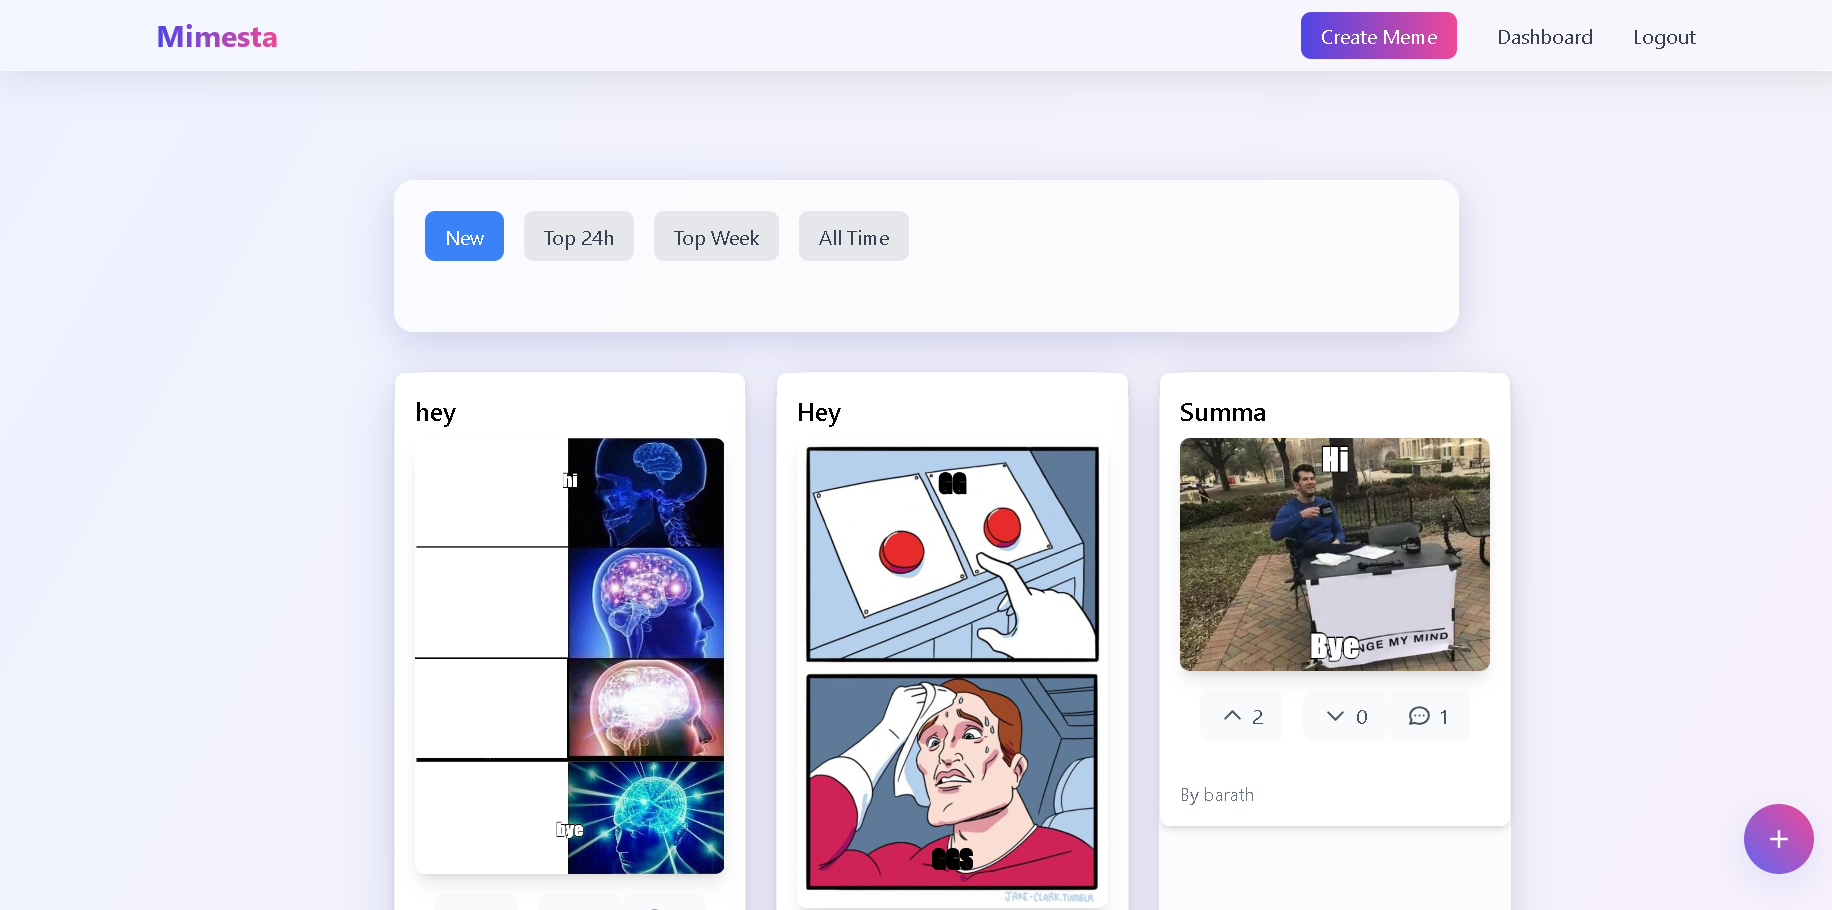 Mimesta
Create Meme
Dashboard
Logout
New
Top 24h
Top Week
All Time
hey
hi
bye
Hey
GG
GGS
JAKE-CLARK.TUMBLR
Summa
Hi
Bye
NGE MY MIND
2
0
1
By barath